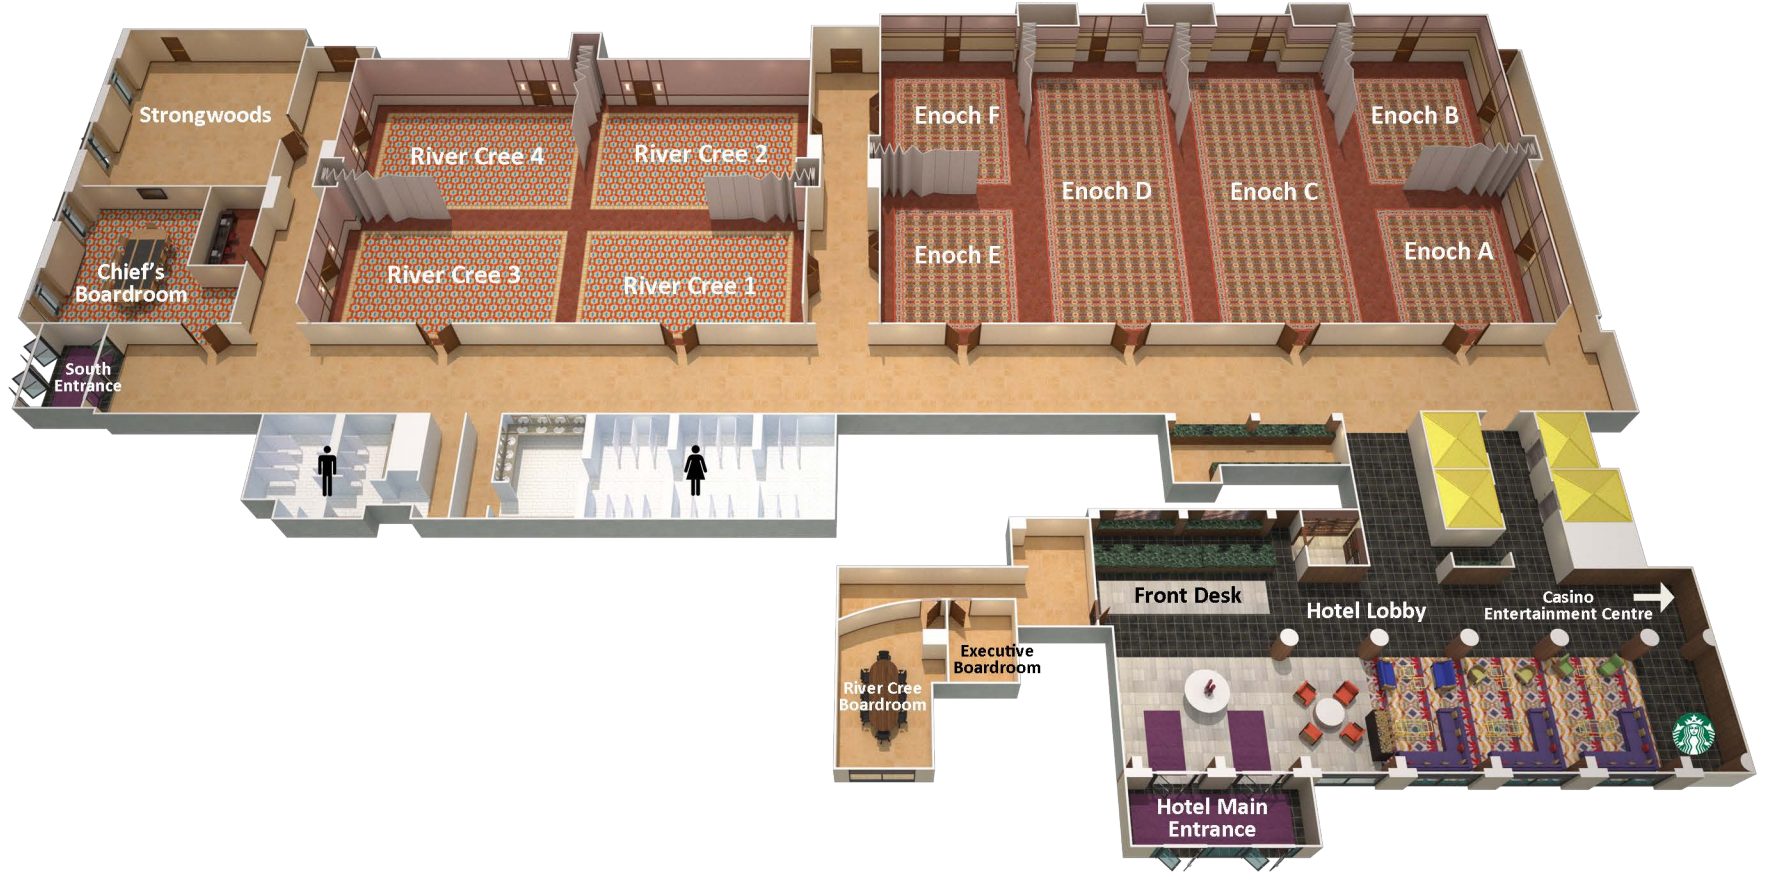 Strongwoods
River Cree 4
River Cree 2
Enoch F
Enoch B
Enoch D
Enoch C
Chief's
Boardroom
River Cree 3
River Cree 1
Enoch E
Enoch A
South
Entrance
Front Desk
Hotel Lobby
Casino
Entertainment Centre
Executive
Boardroom
River Cree
Boardroom
Hotel Main
Entrance